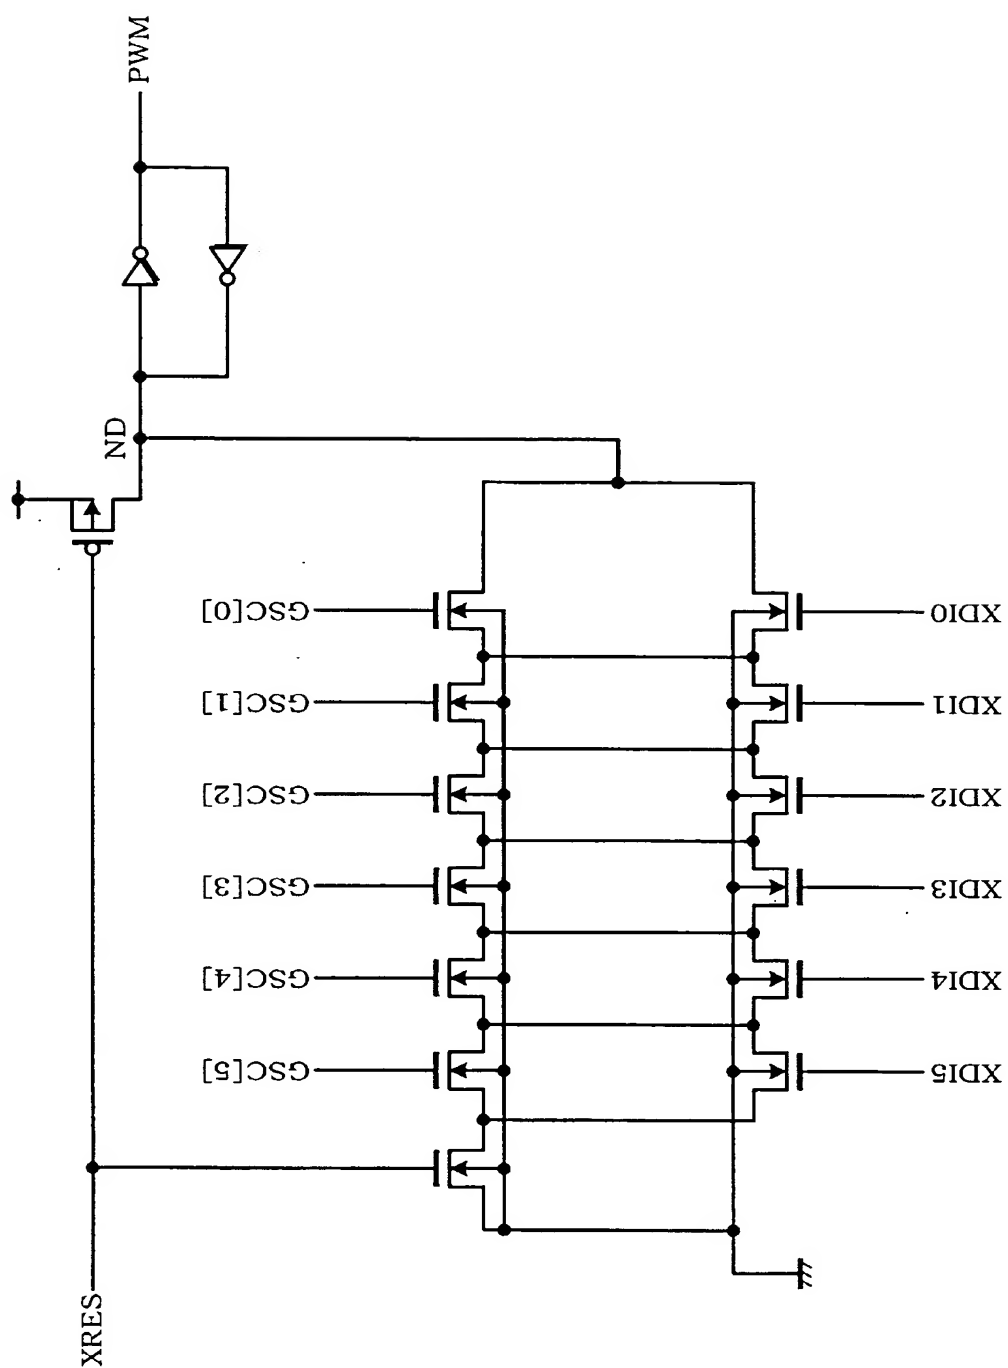 PWM
ND
GSC[0]
GSC[1]
GSC[2]
GSC[3]
GSC[4]
GSC[5]
XDI0
XDI1
XDI2
XDI3
XDI4
XDI5
XRES